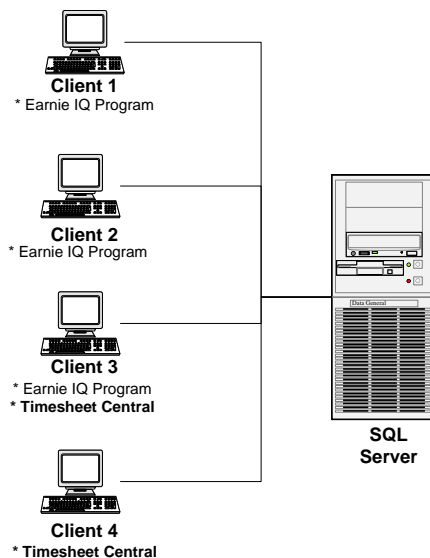 Client 1
* Earnie IQ Program
Client 2
* Earnie IQ Program
Client 3
* Earnie IQ Program
* Timesheet Central
Client 4
* Timesheet Central
Data General
SQL
Server